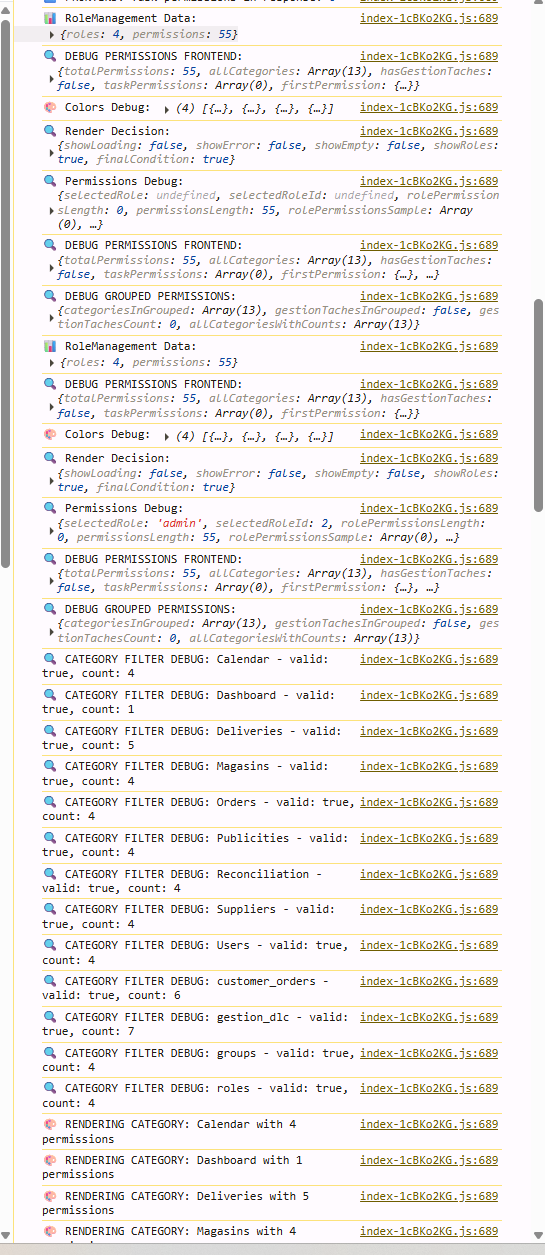 RoleManagement Data: index-1cBKo2KG.js:689
{roles: 4, permissions: 55}
DEBUG PERMISSIONS FRONTEND: index-1cBKo2KG.js:689
{totalPermissions: 55, allCategories: Array(13), hasGestionTaches:
false, taskPermissions: Array(0), firstPermission: {…}}
Colors Debug: (4) [{…}, {…}, {…}, {…}] index-1cBKo2KG.js:689
Render Decision: index-1cBKo2KG.js:689
{showLoading: false, showError: false, showEmpty: false, showRoles:
true, finalCondition: true}
Permissions Debug: index-1cBKo2KG.js:689
{selectedRole: undefined, selectedRoleId: undefined, rolePermission
sLength: 0, permissionsLength: 55, rolePermissionsSample: Array
(0), …}
DEBUG PERMISSIONS FRONTEND: index-1cBKo2KG.js:689
{totalPermissions: 55, allCategories: Array(13), hasGestionTaches:
false, taskPermissions: Array(0), firstPermission: {…}, …}
DEBUG GROUPED PERMISSIONS: index-1cBKo2KG.js:689
{categoriesInGrouped: Array(13), gestionTachesInGrouped: false, ges
tionTachesCount: 0, allCategoriesWithCounts: Array(13)}
RoleManagement Data: index-1cBKo2KG.js:689
{roles: 4, permissions: 55}
DEBUG PERMISSIONS FRONTEND: index-1cBKo2KG.js:689
{totalPermissions: 55, allCategories: Array(13), hasGestionTaches:
false, taskPermissions: Array(0), firstPermission: {…}}
Colors Debug: (4) [{…}, {…}, {…}, {…}] index-1cBKo2KG.js:689
Render Decision: index-1cBKo2KG.js:689
{showLoading: false, showError: false, showEmpty: false, showRoles:
true, finalCondition: true}
Permissions Debug: index-1cBKo2KG.js:689
{selectedRole: 'admin', selectedRoleId: 2, rolePermissionsLength:
0, permissionsLength: 55, rolePermissionsSample: Array(0), …}
DEBUG PERMISSIONS FRONTEND: index-1cBKo2KG.js:689
{totalPermissions: 55, allCategories: Array(13), hasGestionTaches:
false, taskPermissions: Array(0), firstPermission: {…}, …}
DEBUG GROUPED PERMISSIONS: index-1cBKo2KG.js:689
{categoriesInGrouped: Array(13), gestionTachesInGrouped: false, ges
tionTachesCount: 0, allCategoriesWithCounts: Array(13)}
CATEGORY FILTER DEBUG: Calendar - valid: index-1cBKo2KG.js:689
true, count: 4
CATEGORY FILTER DEBUG: Dashboard - valid: index-1cBKo2KG.js:689
true, count: 1
CATEGORY FILTER DEBUG: Deliveries - valid: index-1cBKo2KG.js:689
true, count: 5
CATEGORY FILTER DEBUG: Magasins - valid: index-1cBKo2KG.js:689
true, count: 4
CATEGORY FILTER DEBUG: Orders - valid: true, index-1cBKo2KG.js:689
count: 4
CATEGORY FILTER DEBUG: Publicities - valid: index-1cBKo2KG.js:689
true, count: 4
CATEGORY FILTER DEBUG: Reconciliation - index-1cBKo2KG.js:689
valid: true, count: 4
CATEGORY FILTER DEBUG: Suppliers - valid: index-1cBKo2KG.js:689
true, count: 4
CATEGORY FILTER DEBUG: Users - valid: true, index-1cBKo2KG.js:689
count: 4
CATEGORY FILTER DEBUG: customer_orders - index-1cBKo2KG.js:689
valid: true, count: 6
CATEGORY FILTER DEBUG: gestion_dlc - valid: index-1cBKo2KG.js:689
true, count: 7
CATEGORY FILTER DEBUG: groups - valid: true, index-1cBKo2KG.js:689
count: 4
CATEGORY FILTER DEBUG: roles - valid: true, index-1cBKo2KG.js:689
count: 4
RENDERING CATEGORY: Calendar with 4 index-1cBKo2KG.js:689
permissions
RENDERING CATEGORY: Dashboard with 1 index-1cBKo2KG.js:689
permissions
RENDERING CATEGORY: Deliveries with 5 index-1cBKo2KG.js:689
permissions
RENDERING CATEGORY: Magasins with 4 index-1cBKo2KG.js:689